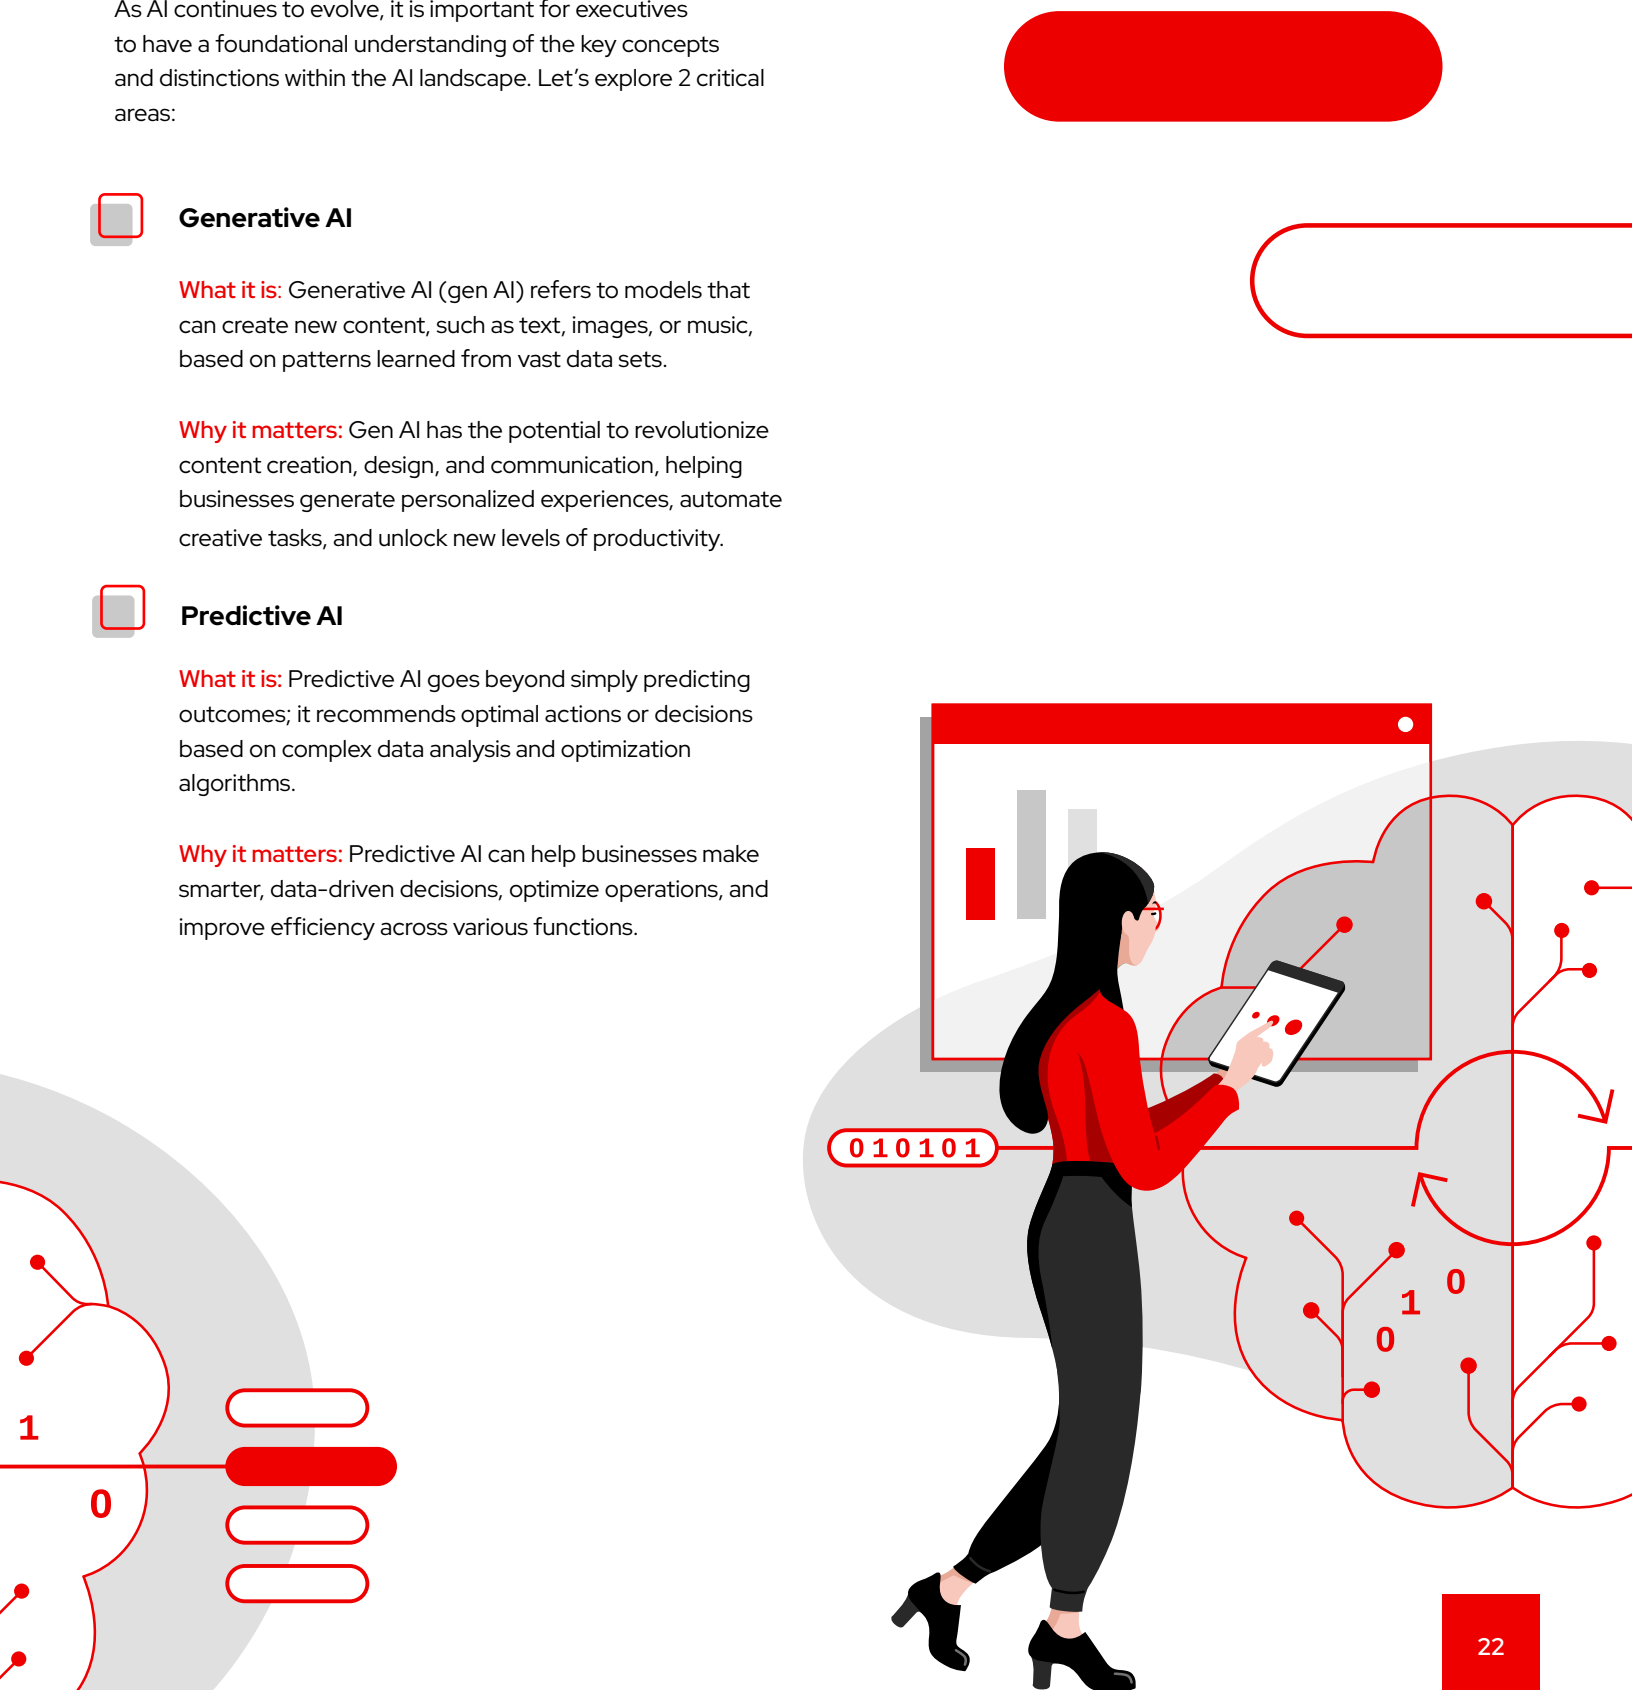 As AI continues to evolve, it is important for executives
to have a foundational understanding of the key concepts
and distinctions within the AI landscape. Let’s explore 2 critical
areas:
Generative AI
What it is: Generative AI (gen AI) refers to models that
can create new content, such as text, images, or music,
based on patterns learned from vast data sets.
Why it matters: Gen AI has the potential to revolutionize
content creation, design, and communication, helping
businesses generate personalized experiences, automate
creative tasks, and unlock new levels of productivity.
Predictive AI
What it is: Predictive AI goes beyond simply predicting
outcomes; it recommends optimal actions or decisions
based on complex data analysis and optimization
algorithms.
Why it matters: Predictive AI can help businesses make
smarter, data-driven decisions, optimize operations, and
improve efficiency across various functions.
010101
0
1
0
1
0
22